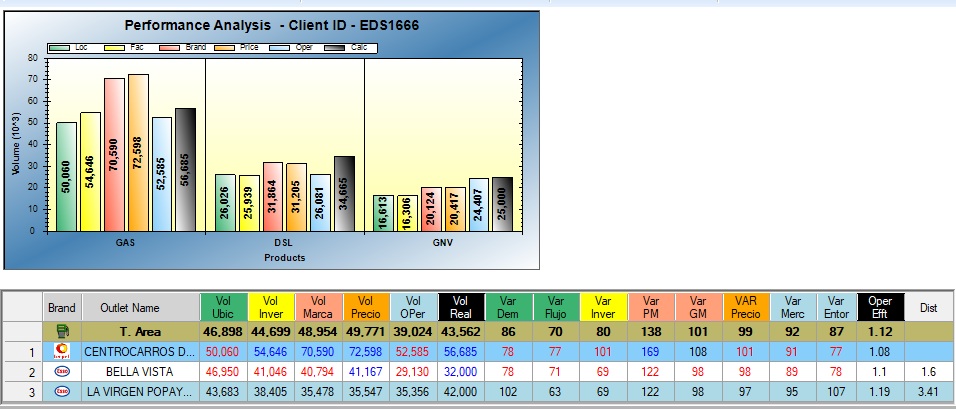 Performance Analysis - Client ID - EDS1666
Loc Fac Brand Price Oper Calc
Volume (10^3)
80
70
60
50
40
30
20
10
0
50,060 54,646 70,590 72,598 52,585 56,685
26,026 25,939 31,864 31,205 26,081 34,665
16,613 16,306 20,124 20,417 24,407 25,000
GAS DSL GNV
Products
Brand Outlet Name Vol Ubic Vol Inver Vol Marca Vol Precio Vol OPer Vol Real Var Dem Var Flujo Var Inver Var PM Var GM VAR Precio Var Merc Var Entor Oper Efft Dist
T. Area 46,898 44,699 48,954 49,771 39,024 43,562 86 70 80 138 101 99 92 87 1.12
1 CENTROCARROS D... 50,060 54,646 70,590 72,598 52,585 56,685 78 77 101 169 108 101 91 77 1.08
2 Esso BELLA VISTA 46,950 41,046 40,794 41,167 29,130 32,000 78 71 69 122 98 98 89 78 1.1 1.6
3 Esso LA VIRGEN POPAY... 43,683 38,405 35,478 35,547 35,356 42,000 102 63 69 122 98 97 95 107 1.19 3.41